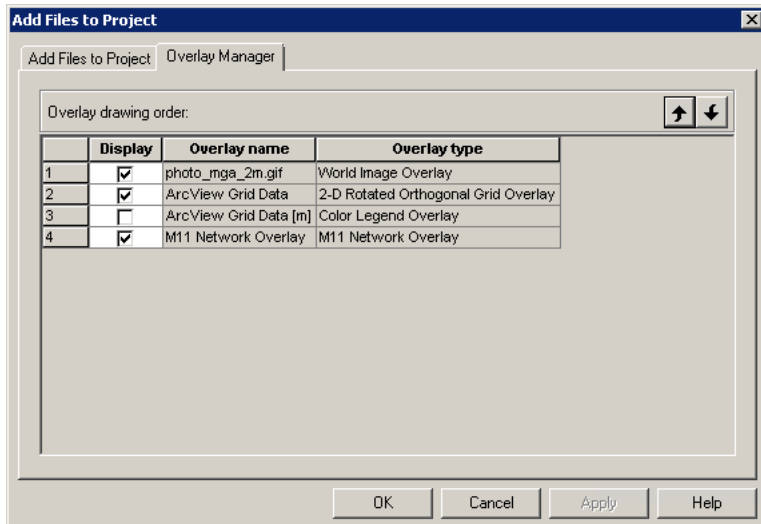 Add Files to Project
Add Files to Project Overlay Manager
Overlay drawing order:
Display Overlay name Overlay type
1 photo_mga_2m.gif World Image Overlay
2 ArcView Grid Data 2-D Rotated Orthogonal Grid Overlay
3 ArcView Grid Data [m] Color Legend Overlay
4 M11 Network Overlay M11 Network Overlay
OK Cancel Apply Help